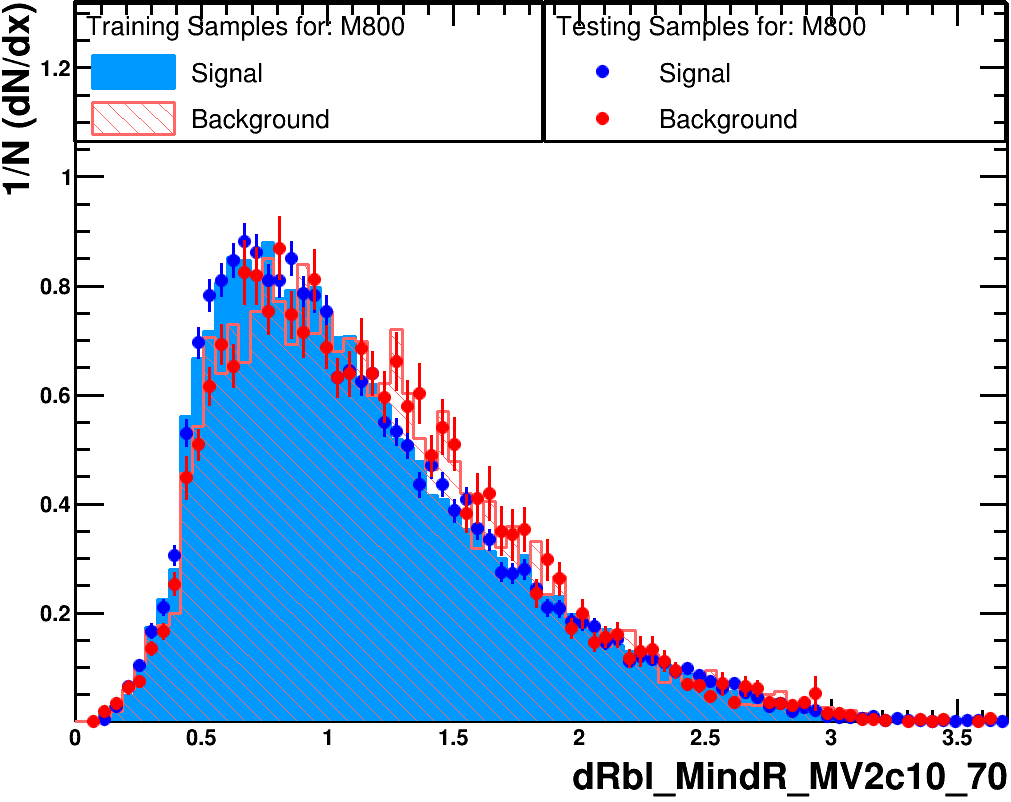 1/N (dN/dx)
Training Samples for: M800
Signal
Background
Testing Samples for: M800
Signal
Background
1.2
1
0.8
0.6
0.4
0.2
0 0.5 1 1.5 2 2.5 3 3.5
dRbl_MindR_MV2c10_70